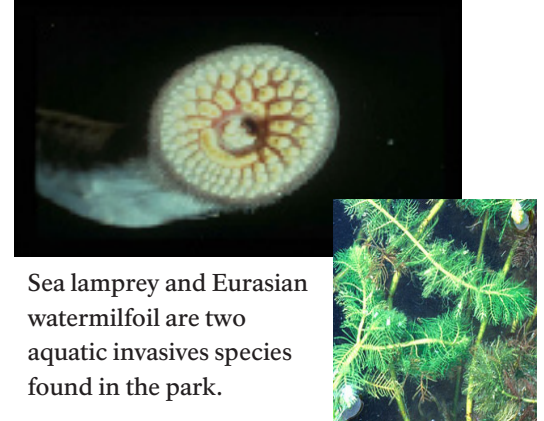 Sea lamprey and Eurasian
watermilfoil are two
aquatic invasives species
found in the park.